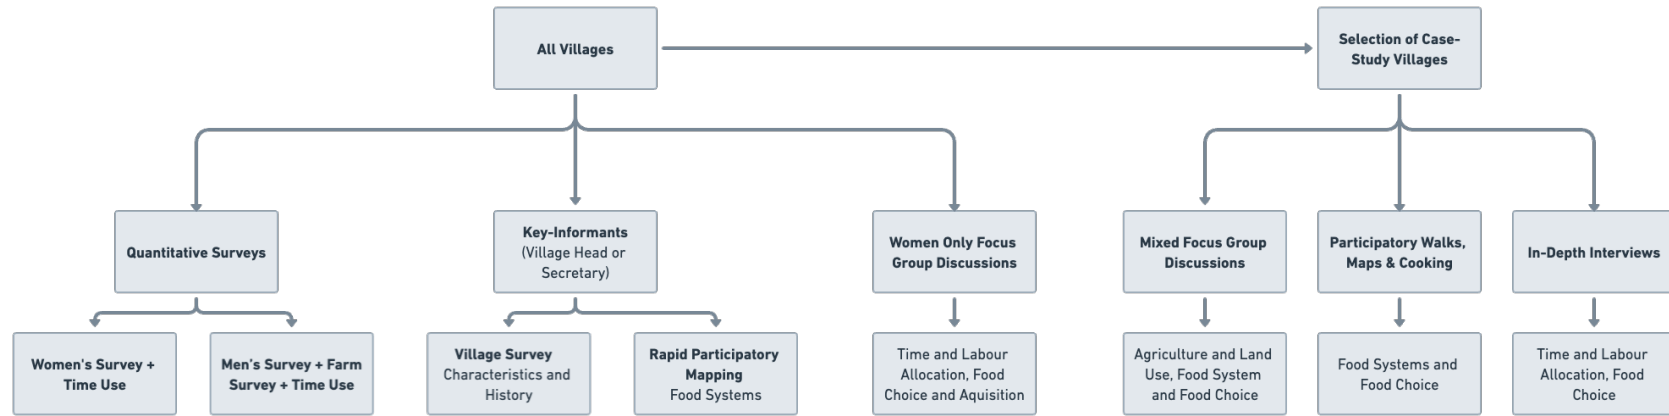 All Villages
Selection of Case-
Study Villages
Quantitative Surveys
Key-Informants
(Village Head or
Secretary)
Women Only Focus
Group Discussions
Mixed Focus Group
Discussions
Participatory Walks,
Maps & Cooking
In-Depth Interviews
Women's Survey +
Time Use
Men's Survey + Farm
Survey + Time Use
Village Survey
Characteristics and
History
Rapid Participatory
Mapping
Food Systems
Time and Labour
Allocation, Food
Choice and Aquisition
Agriculture and Land
Use, Food System
and Food Choice
Food Systems and
Food Choice
Time and Labour
Allocation, Food
Choice